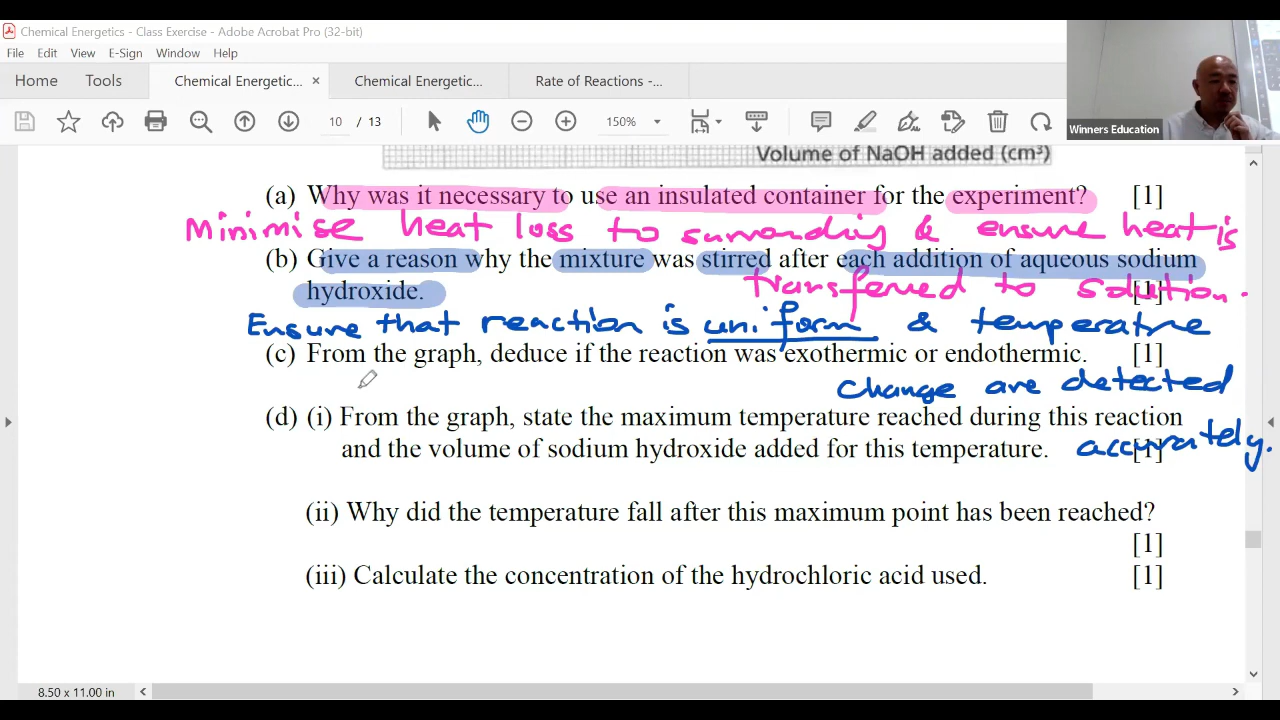 Chemical Energetics - Class Exercise - Adobe Acrobat Pro (32-bit)
File Edit View E-Sign Window Help
Home Tools Chemical Energetic... × Chemical Energetic... Rate of Reactions -...
10 / 13 150%
Winners Education
Volume of NaOH added (cm³)
(a) Why was it necessary to use an insulated container for the experiment? [1]
Minimise heat loss to surronding & ensure heat is
(b) Give a reason why the mixture was stirred after each addition of aqueous sodium
hydroxide. [1]
transferred to solution.
Ensure that reaction is uniform & temperature
(c) From the graph, deduce if the reaction was exothermic or endothermic. [1]
change are detected
(d) (i) From the graph, state the maximum temperature reached during this reaction
and the volume of sodium hydroxide added for this temperature. [1]
accurately.
(ii) Why did the temperature fall after this maximum point has been reached?
[1]
(iii) Calculate the concentration of the hydrochloric acid used. [1]
8.50 x 11.00 in